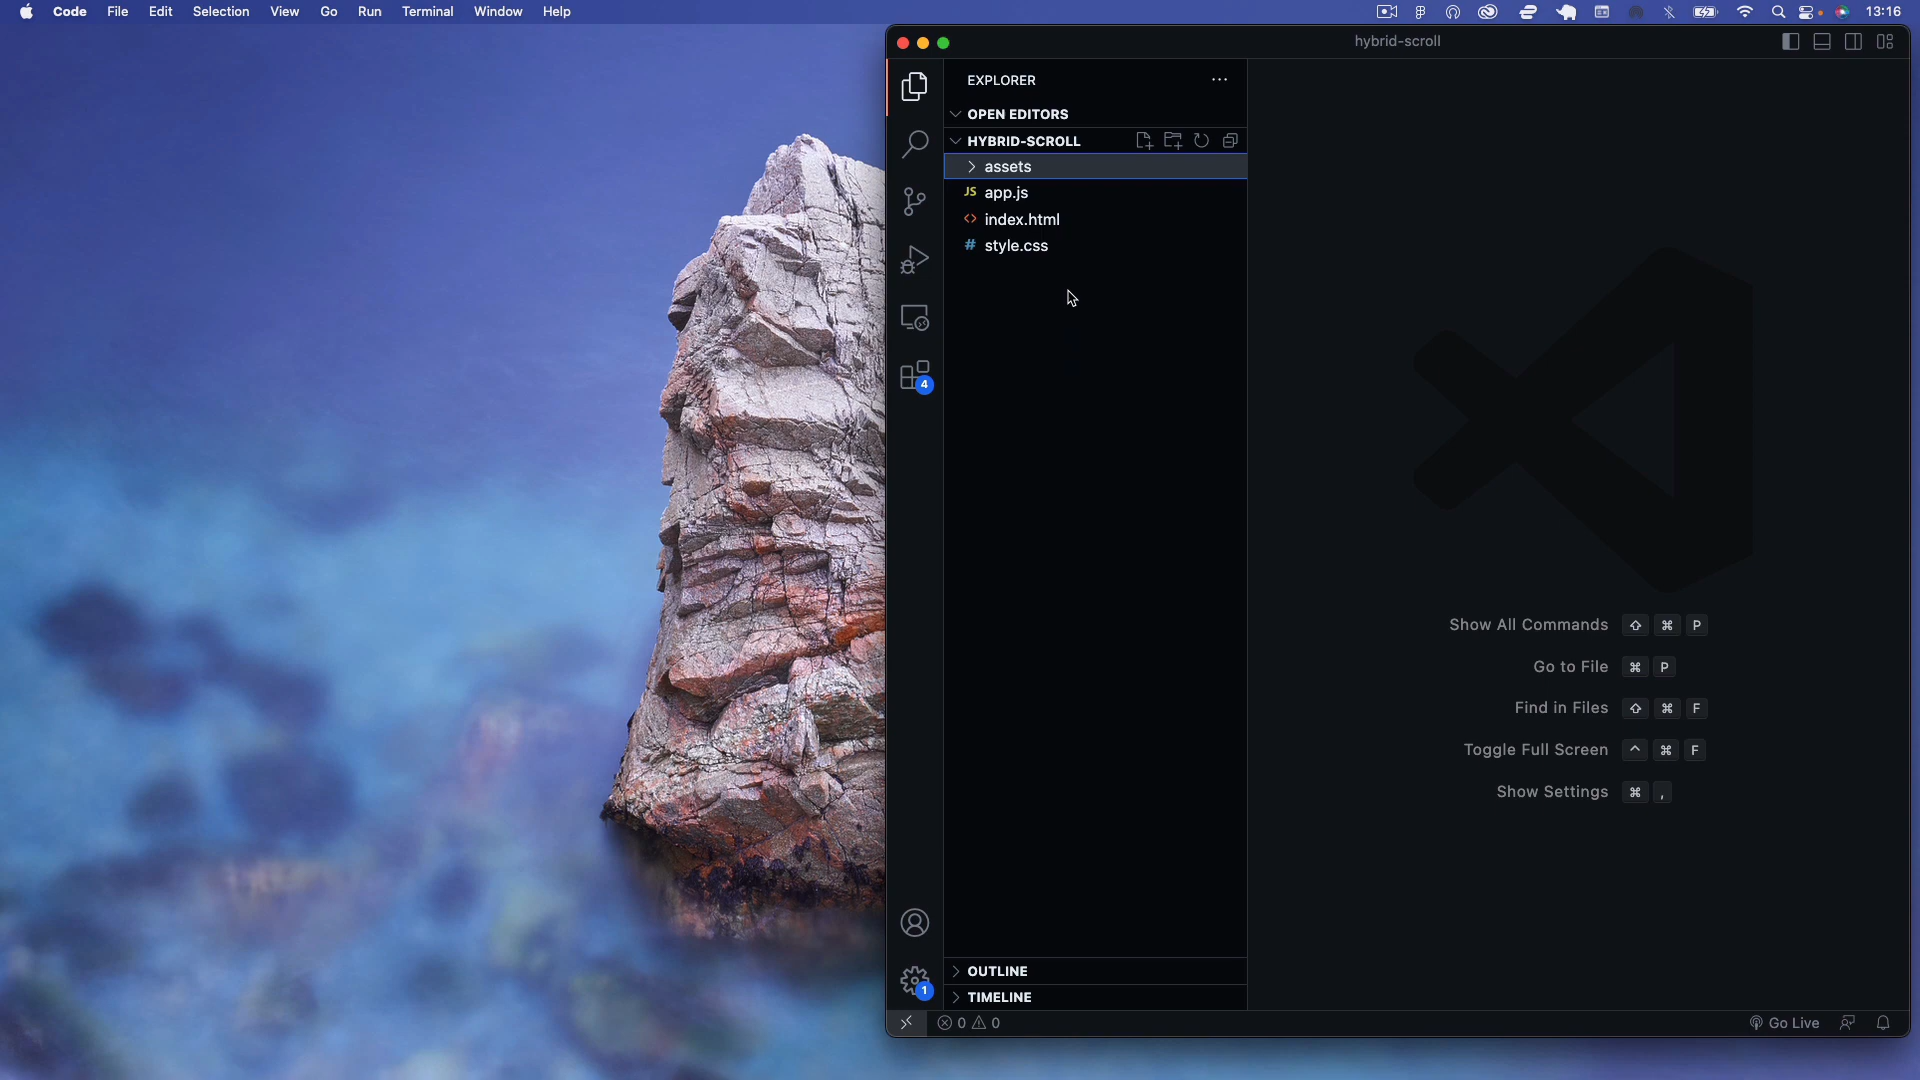 Code File Edit Selection View Go Run Terminal Window Help 13:16
hybrid-scroll
EXPLORER
OPEN EDITORS
HYBRID-SCROLL
assets
JS app.js
<> index.html
# style.css
4
Show All Commands ⇧ ⌘ P
Go to File ⌘ P
Find in Files ⇧ ⌘ F
Toggle Full Screen ^ ⌘ F
Show Settings ⌘ ,
OUTLINE
1
TIMELINE
0 0 Go Live